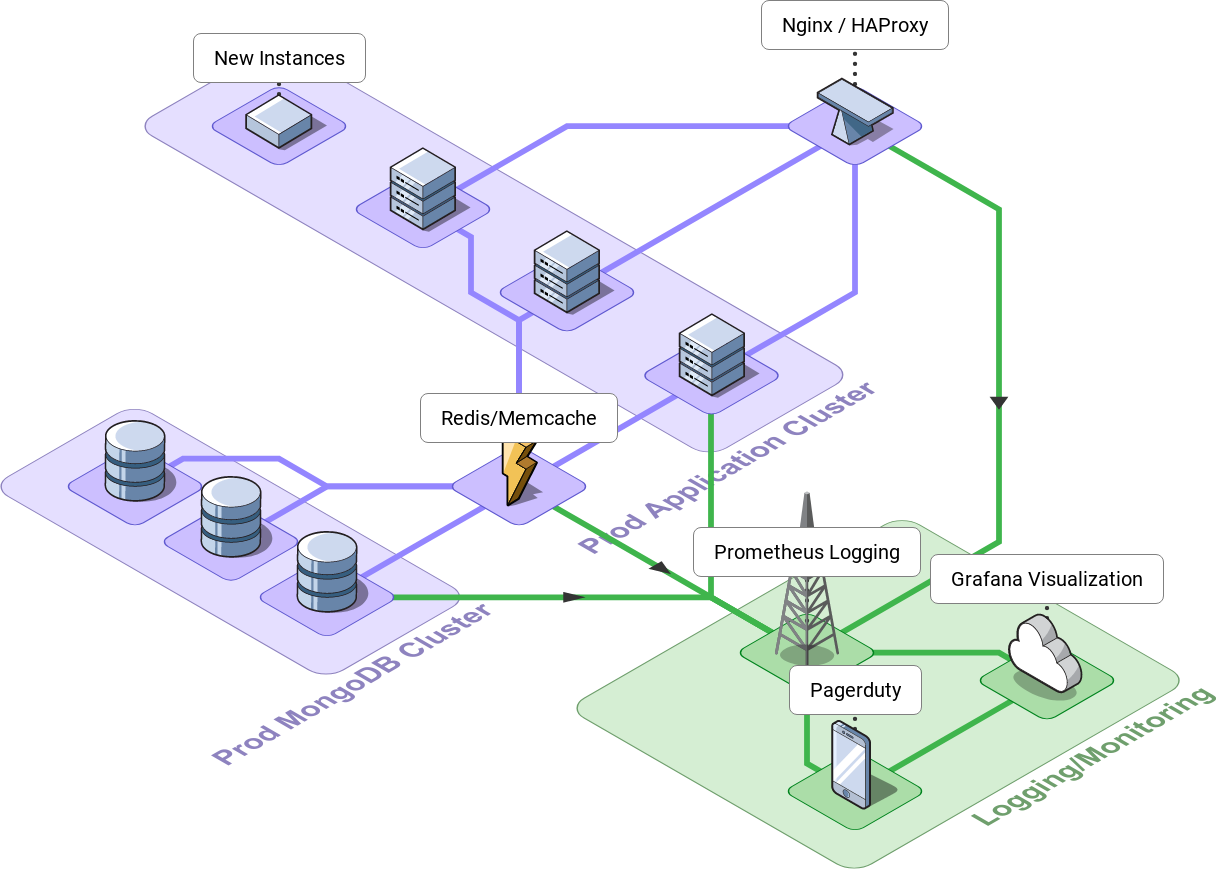 Nginx / HAProxy
New Instances
Redis/Memcache
Prod Application Cluster
Prometheus Logging
Grafana Visualization
Prod MongoDB Cluster
Pagerduty
Logging/Monitoring